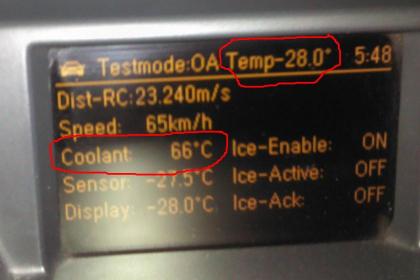 Testmode:OA Temp-28.0° 5:48
Dist-RC:23.240m/s
Speed: 65km/h
Coolant: 66°C Ice-Enable: ON
Sensor: -27.5°C Ice-Active: OFF
Display: -28.0°C Ice-Ack: OFF